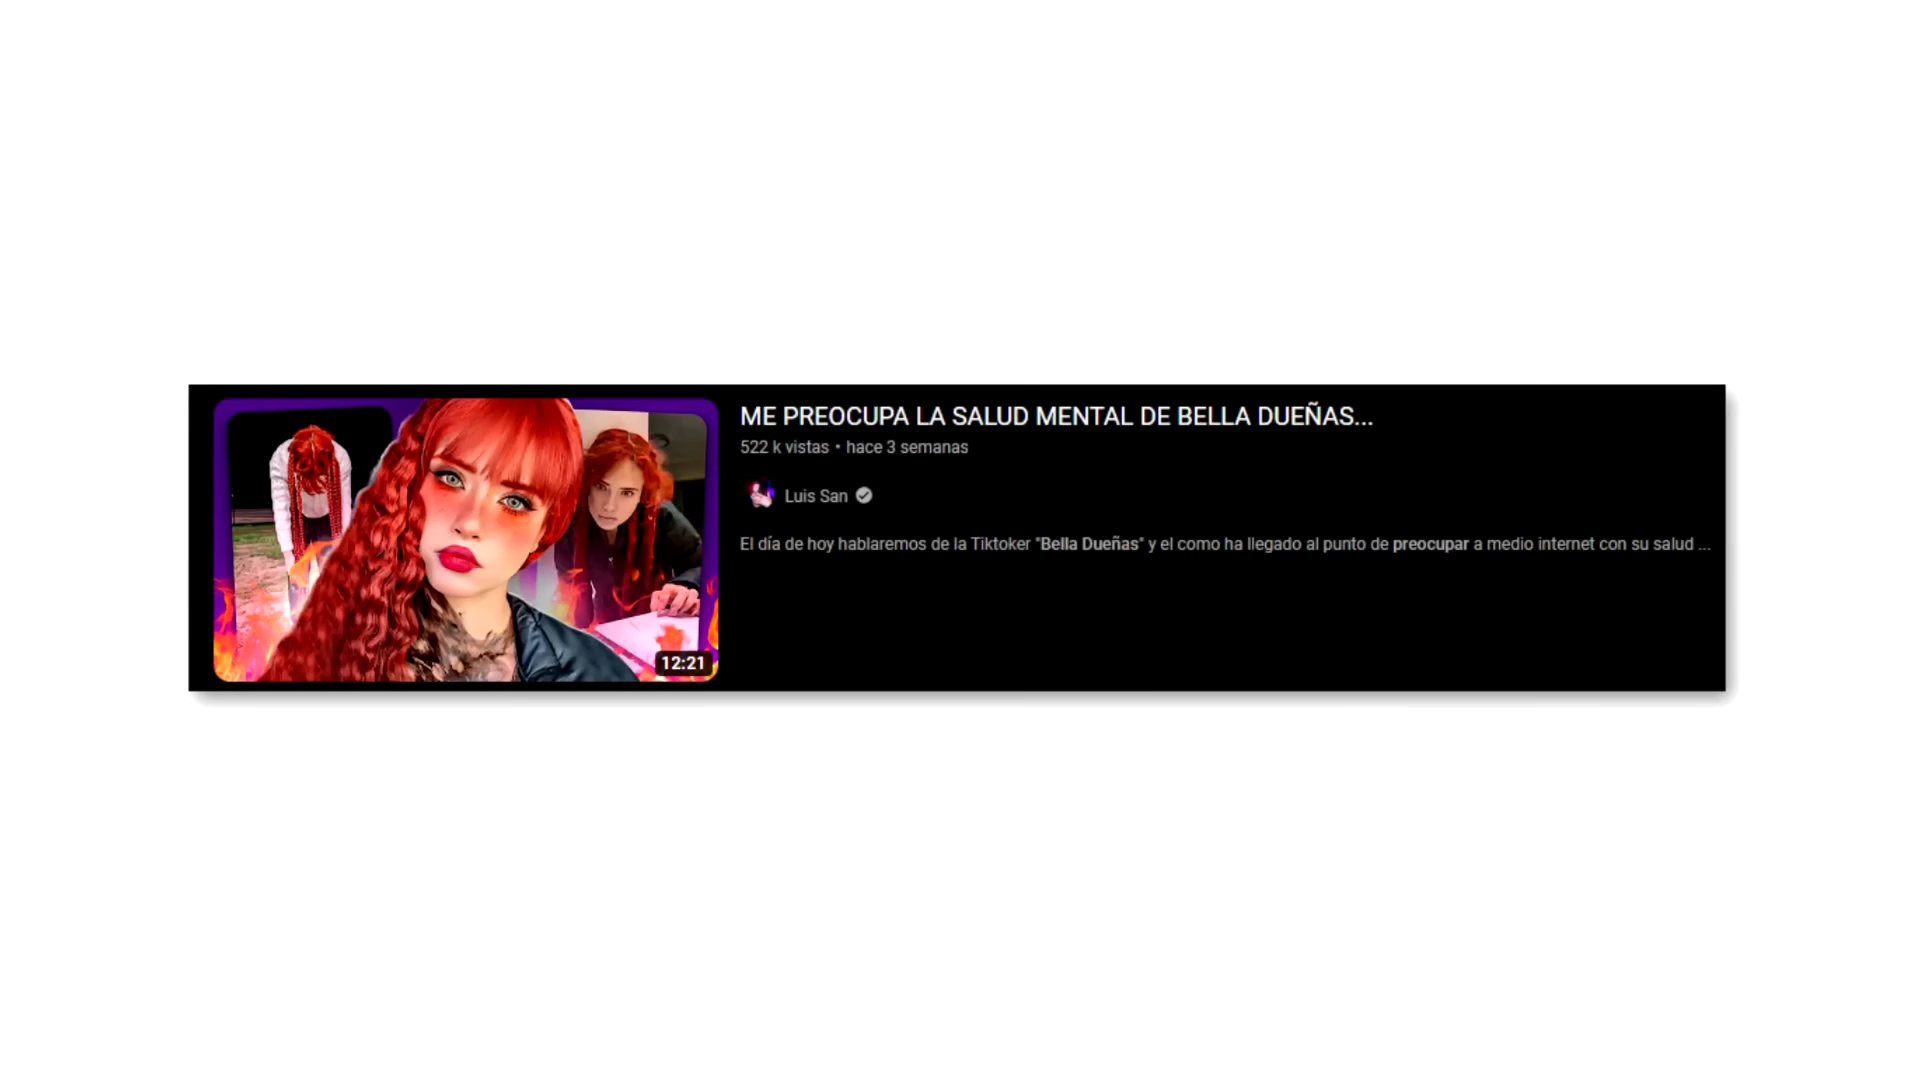 ME PREOCUPA LA SALUD MENTAL DE BELLA DUEÑAS...
522 k vistas • hace 3 semanas
Luis San
El día de hoy hablaremos de la Tiktoker "Bella Dueñas" y el como ha llegado al punto de preocupar a medio internet con su salud ...
12:21